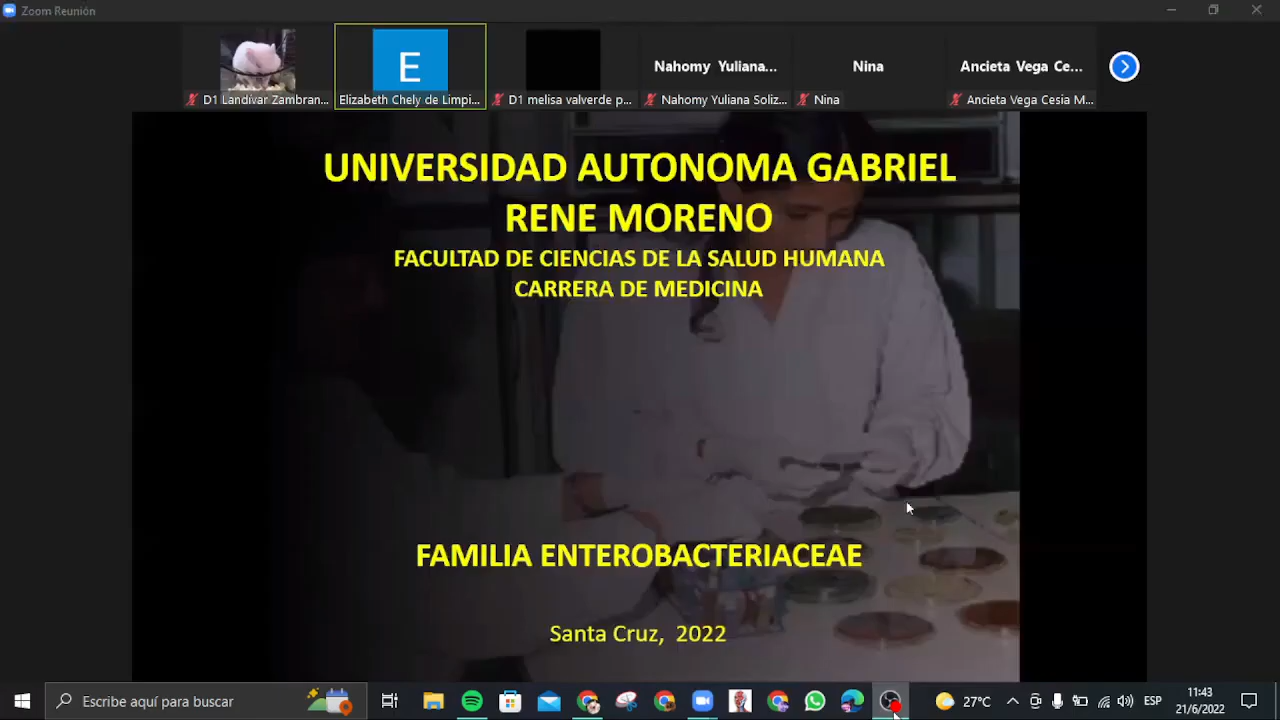 Zoom Reunión
E
Nahomy Yuliana...
Nina
Ancieta Vega Ce...
D1 Landívar Zambran...
Elizabeth Chely de Limpi...
D1 melisa valverde p...
Nahomy Yuliana Soliz...
Nina
Ancieta Vega Cesia M...
UNIVERSIDAD AUTONOMA GABRIEL
RENE MORENO
FACULTAD DE CIENCIAS DE LA SALUD HUMANA
CARRERA DE MEDICINA
FAMILIA ENTEROBACTERIACEAE
Santa Cruz, 2022
Escribe aquí para buscar
27°C
ESP
11:43
21/6/2022